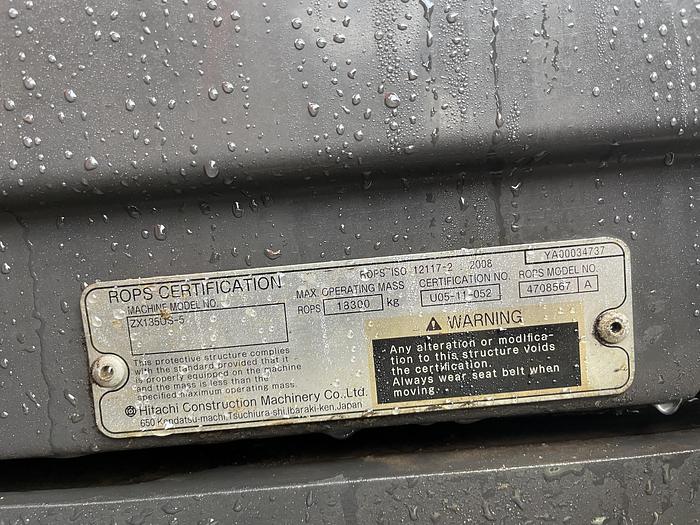 YA00034737
ROPS CERTIFICATION
ROPS ISO 12117-2 2008
MACHINE MODEL NO.
ZX135US-5
MAX. OPERATING MASS
ROPS 18300 kg
CERTIFICATION NO.
U05-11-052
ROPS MODEL NO.
4708567 A
This protective structure complies
with the standard provided that it
is properly equipped on the machine
and the mass is less than the
specified maximum operating mass.
WARNING
Any alteration or modifica-
tion to this structure voids
the certification.
Always wear seat belt when
moving.
Hitachi Construction Machinery Co.,Ltd.
650 Kandatsu-machi,Tsuchiura-shi,Ibaraki-ken,Japan